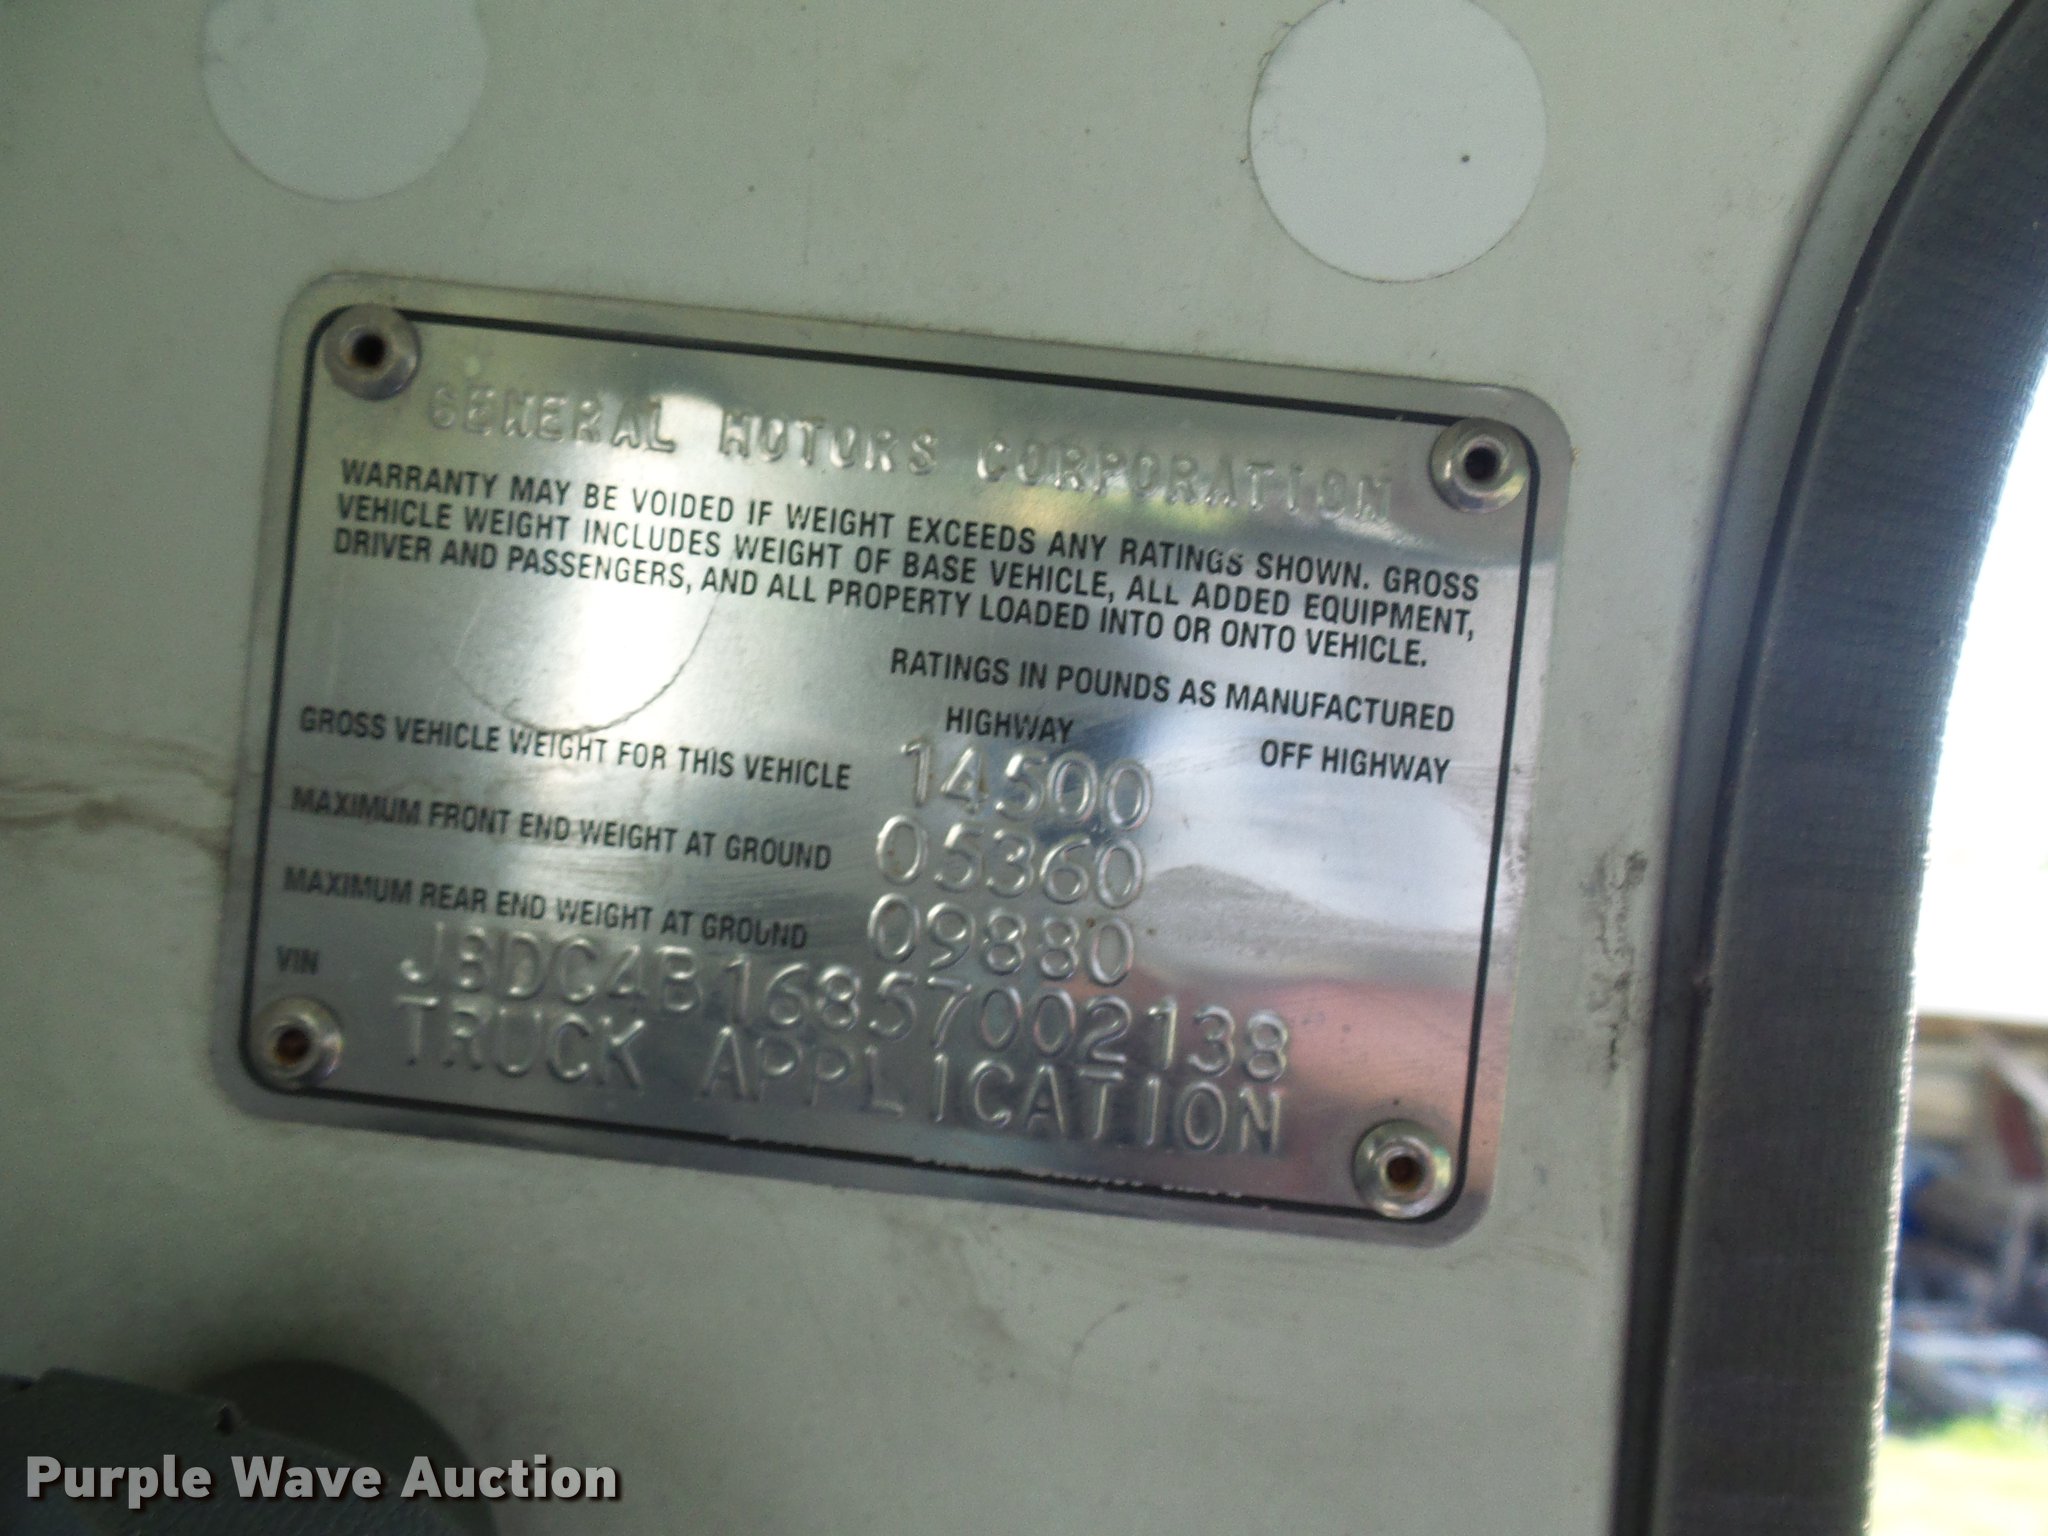 GENERAL MOTORS CORPORATION
WARRANTY MAY BE VOIDED IF WEIGHT EXCEEDS ANY RATINGS SHOWN. GROSS
VEHICLE WEIGHT INCLUDES WEIGHT OF BASE VEHICLE, ALL ADDED EQUIPMENT,
DRIVER AND PASSENGERS, AND ALL PROPERTY LOADED INTO OR ONTO VEHICLE.
RATINGS IN POUNDS AS MANUFACTURED
HIGHWAY OFF HIGHWAY
GROSS VEHICLE WEIGHT FOR THIS VEHICLE 14500
MAXIMUM FRONT END WEIGHT AT GROUND 05360
MAXIMUM REAR END WEIGHT AT GROUND 09880
VIN J8DC4B16857002138
TRUCK APPLICATION
Purple Wave Auction